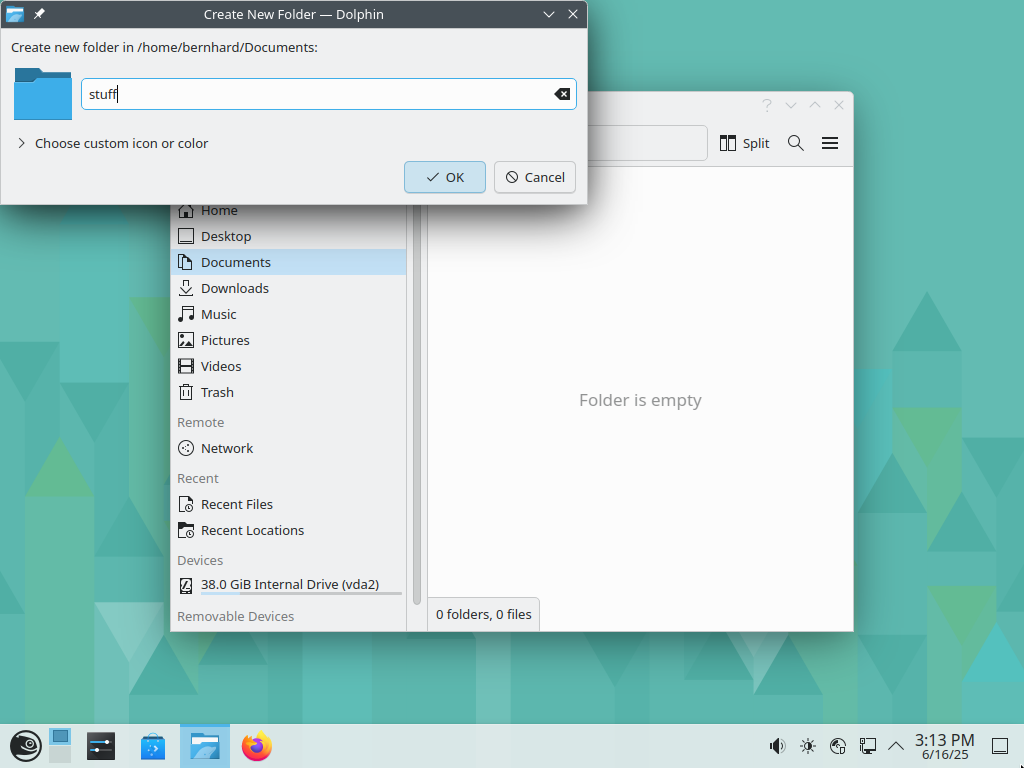 Create New Folder — Dolphin
Create new folder in /home/bernhard/Documents:
stuff
Choose custom icon or color
OK
Cancel
Split
Home
Desktop
Documents
Downloads
Music
Pictures
Videos
Trash
Remote
Network
Recent
Recent Files
Recent Locations
Devices
38.0 GiB Internal Drive (vda2)
Removable Devices
Folder is empty
0 folders, 0 files
3:13 PM
6/16/25